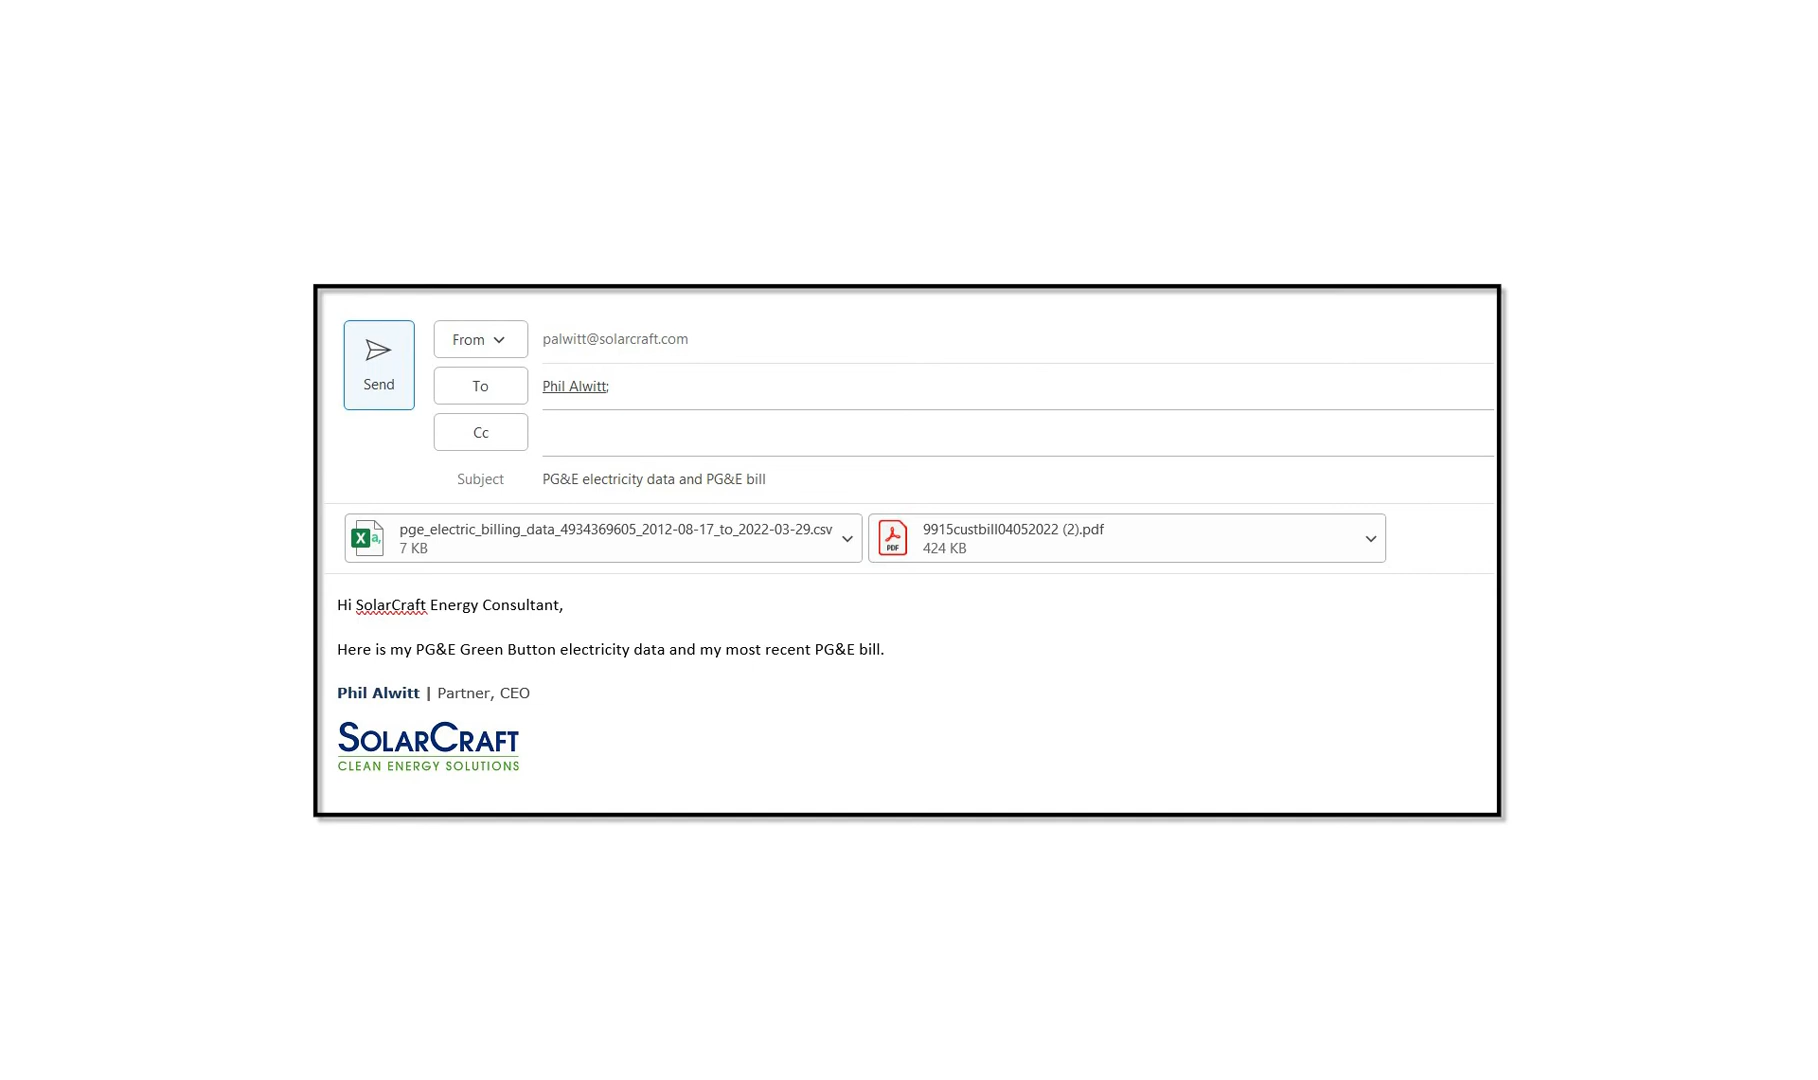 Send
From
palwitt@solarcraft.com
To
Phil Alwitt;
Cc
Subject
PG&E electricity data and PG&E bill
X a,
pge_electric_billing_data_4934369605_2012-08-17_to_2022-03-29.csv
7 KB
PDF
9915custbill04052022 (2).pdf
424 KB
Hi SolarCraft Energy Consultant,
Here is my PG&E Green Button electricity data and my most recent PG&E bill.
Phil Alwitt | Partner, CEO
SOLARCRAFT
CLEAN ENERGY SOLUTIONS